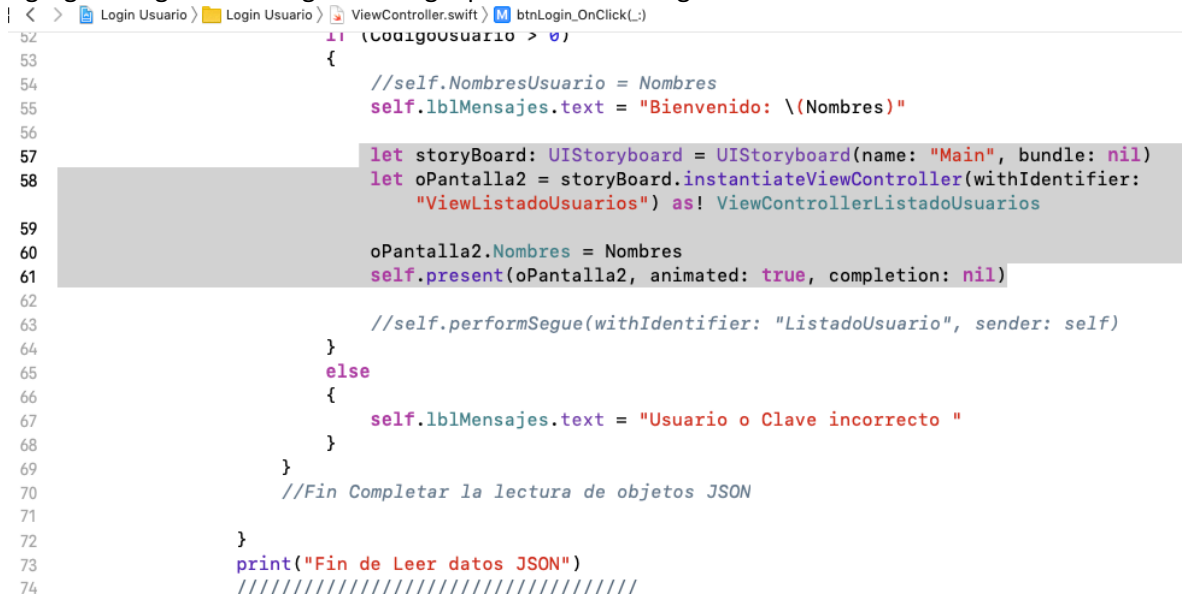 Login Usuario 〉 Login Usuario 〉 ViewController.swift 〉 M btnLogin_OnClick(_:)
52 if (CodigoUsuario > 0)
53 {
54 //self.NombresUsuario = Nombres
55 self.lblMensajes.text = "Bienvenido: \(Nombres)"
56
57 let storyBoard: UIStoryboard = UIStoryboard(name: "Main", bundle: nil)
58 let oPantalla2 = storyBoard.instantiateViewController(withIdentifier:
"ViewListadoUsuarios") as! ViewControllerListadoUsuarios
59
60 oPantalla2.Nombres = Nombres
61 self.present(oPantalla2, animated: true, completion: nil)
62
63 //self.performSegue(withIdentifier: "ListadoUsuario", sender: self)
64 }
65 else
66 {
67 self.lblMensajes.text = "Usuario o Clave incorrecto "
68 }
69 }
70 //Fin Completar la lectura de objetos JSON
71
72 }
73 print("Fin de Leer datos JSON")
74 ////////////////////////////////////